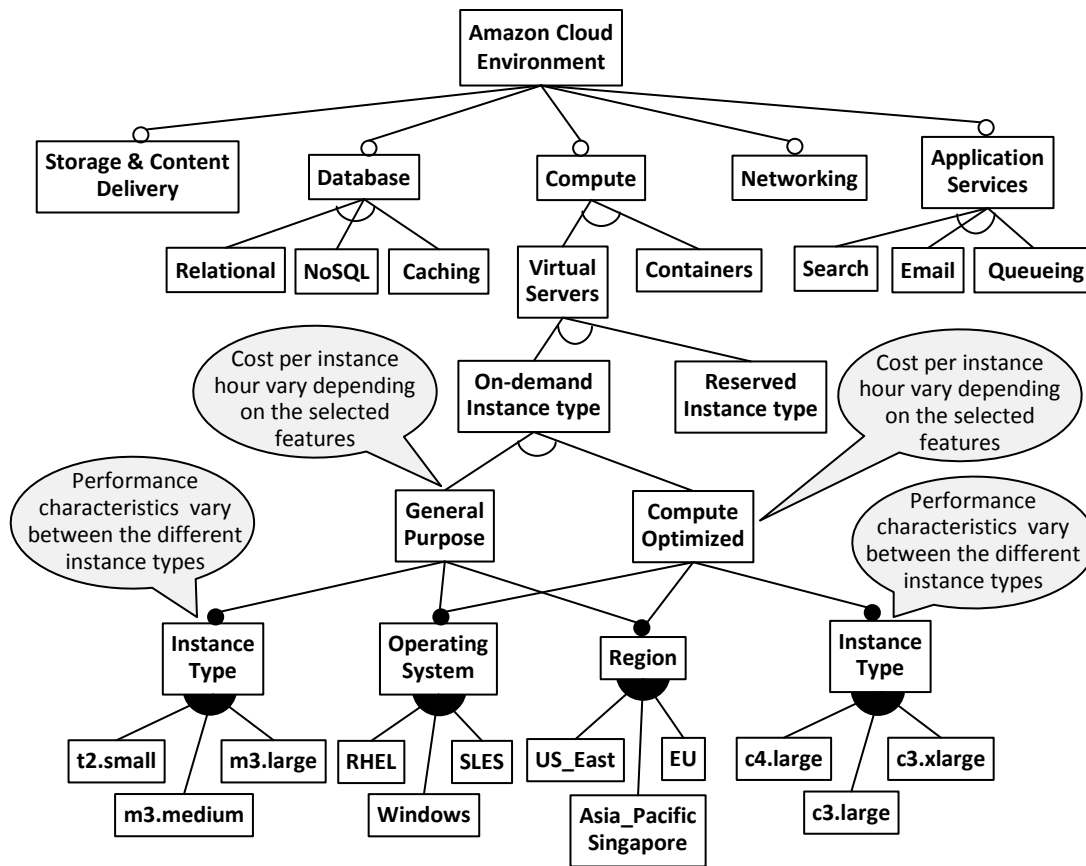 Amazon Cloud
Environment
Storage & Content
Delivery
Database
Compute
Networking
Application
Services
Relational
NoSQL
Caching
Virtual
Servers
Containers
Search
Email
Queueing
Cost per instance
hour vary depending
on the selected
features
On-demand
Instance type
Reserved
Instance type
Cost per instance
hour vary depending
on the selected
features
Performance
characteristics vary
between the different
instance types
General
Purpose
Compute
Optimized
Performance
characteristics vary
between the different
instance types
Instance
Type
Operating
System
Region
Instance
Type
t2.small
m3.large
m3.medium
RHEL
SLES
Windows
US_East
EU
Asia_Pacific
Singapore
c4.large
c3.xlarge
c3.large